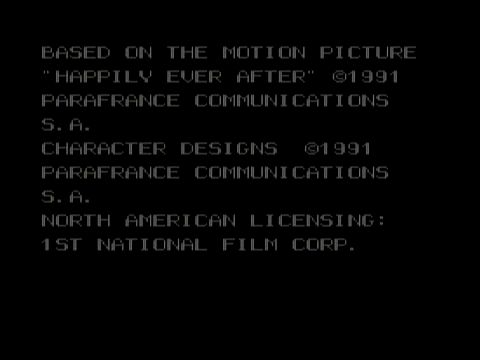 BASED ON THE MOTION PICTURE
"HAPPILY EVER AFTER" ©1991
PARAFRANCE COMMUNICATIONS
S.A.
CHARACTER DESIGNS ©1991
PARAFRANCE COMMUNICATIONS
S.A.
NORTH AMERICAN LICENSING:
1ST NATIONAL FILM CORP.